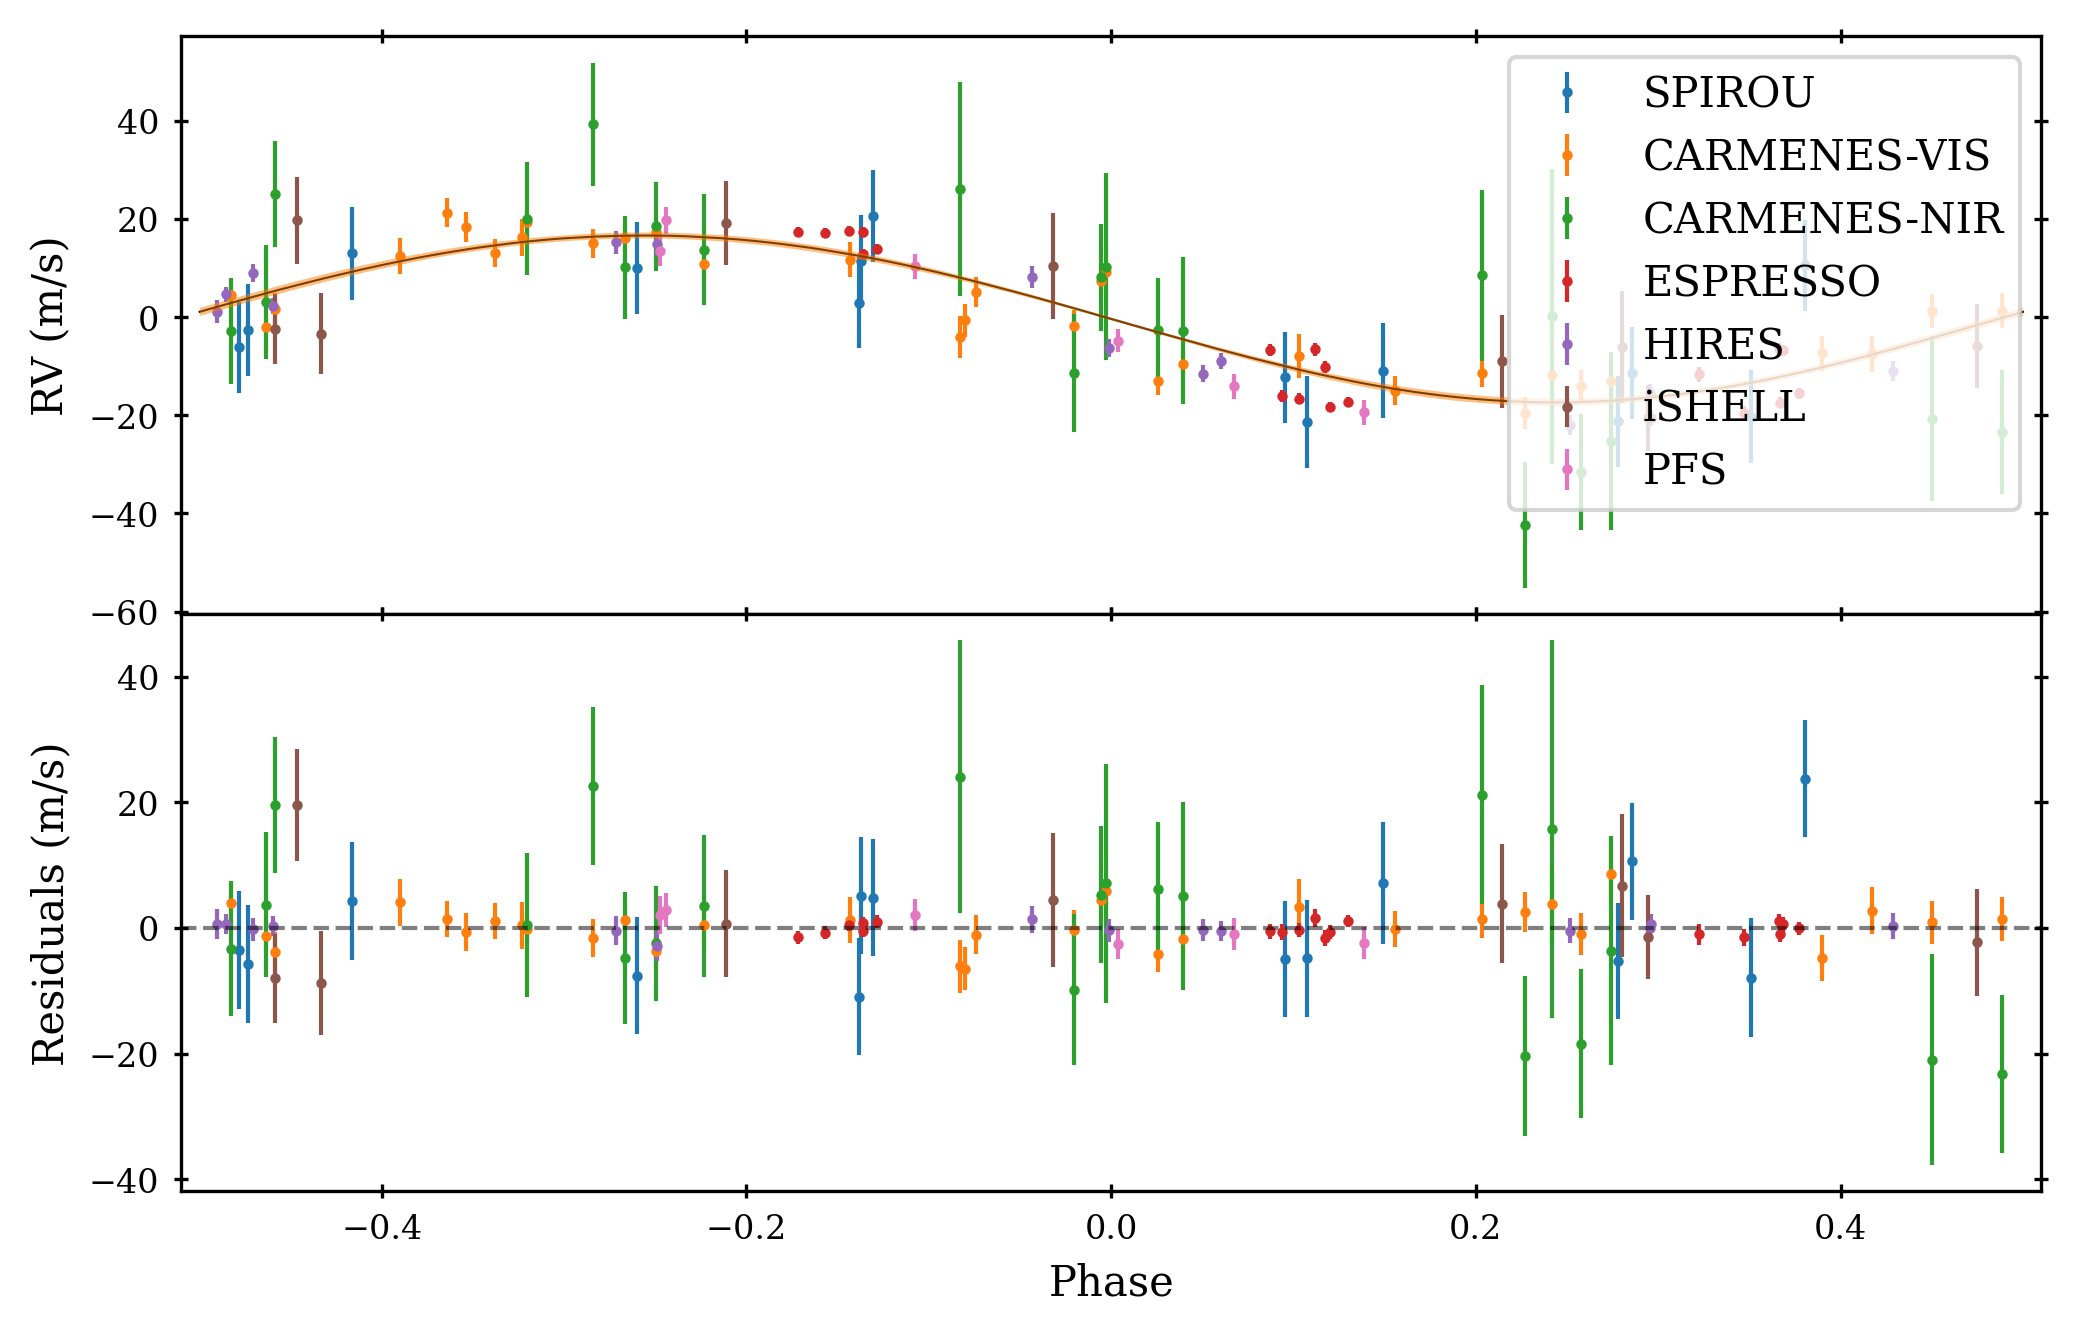 RV (m/s)
40
20
0
−20
−40
−60
SPIROU
CARMENES-VIS
CARMENES-NIR
ESPRESSO
HIRES
iSHELL
PFS
Residuals (m/s)
40
20
0
−20
−40
−0.4 −0.2 0.0 0.2 0.4
Phase